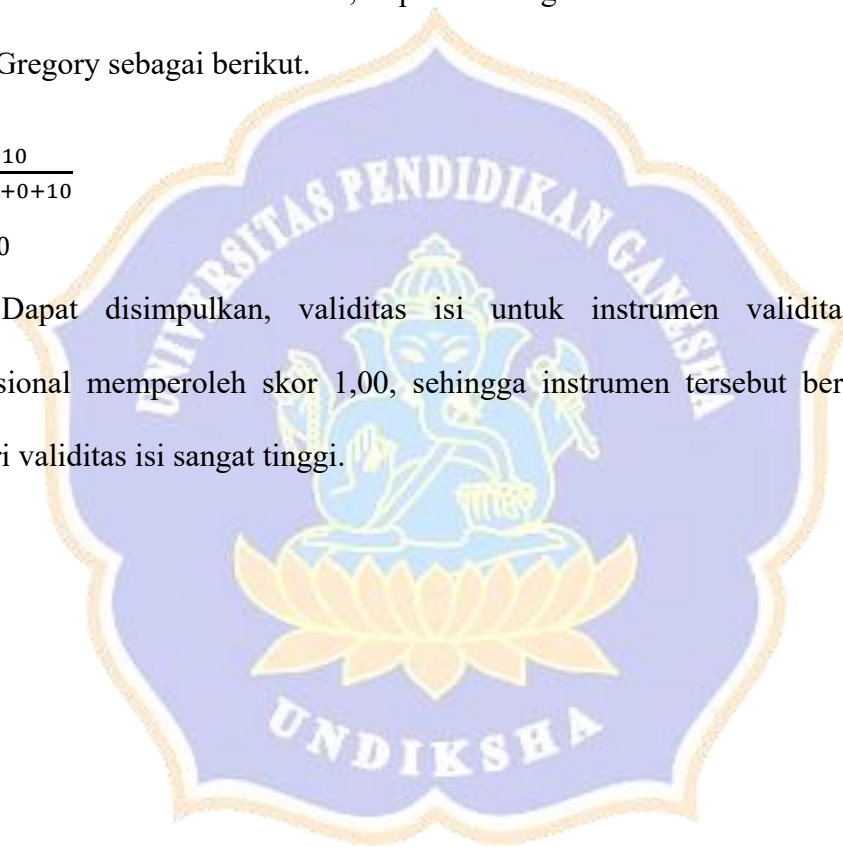 Gregory sebagai berikut.
10
+0+10
0
Dapat disimpulkan, validitas isi untuk instrumen validita
sional memperoleh skor 1,00, sehingga instrumen tersebut ber
ri validitas isi sangat tinggi.
UNIVERSITAS PENDIDIKAN GANESHA
UNDIKSHA